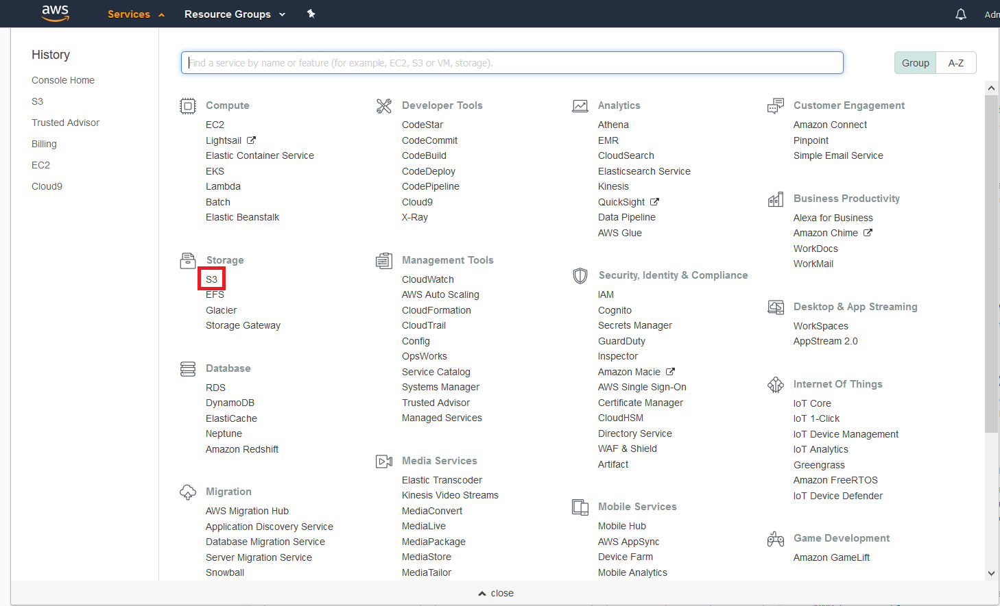 aws
Services
Resource Groups
Adn
History
Console Home
S3
Trusted Advisor
Billing
EC2
Cloud9
Find a service by name or feature (for example, EC2, S3 or VM, storage).
Group
A-Z
Compute
EC2
Lightsail
Elastic Container Service
EKS
Lambda
Batch
Elastic Beanstalk
Storage
S3
EFS
Glacier
Storage Gateway
Database
RDS
DynamoDB
ElastiCache
Neptune
Amazon Redshift
Migration
AWS Migration Hub
Application Discovery Service
Database Migration Service
Server Migration Service
Snowball
Developer Tools
CodeStar
CodeCommit
CodeBuild
CodeDeploy
CodePipeline
Cloud9
X-Ray
Management Tools
CloudWatch
AWS Auto Scaling
CloudFormation
CloudTrail
Config
OpsWorks
Service Catalog
Systems Manager
Trusted Advisor
Managed Services
Media Services
Elastic Transcoder
Kinesis Video Streams
MediaConvert
MediaLive
MediaPackage
MediaStore
MediaTailor
Analytics
Athena
EMR
CloudSearch
Elasticsearch Service
Kinesis
QuickSight
Data Pipeline
AWS Glue
Security, Identity & Compliance
IAM
Cognito
Secrets Manager
GuardDuty
Inspector
Amazon Macie
AWS Single Sign-On
Certificate Manager
CloudHSM
Directory Service
WAF & Shield
Artifact
Mobile Services
Mobile Hub
AWS AppSync
Device Farm
Mobile Analytics
Customer Engagement
Amazon Connect
Pinpoint
Simple Email Service
Business Productivity
Alexa for Business
Amazon Chime
WorkDocs
WorkMail
Desktop & App Streaming
WorkSpaces
AppStream 2.0
Internet Of Things
IoT Core
IoT 1-Click
IoT Device Management
IoT Analytics
Greengrass
Amazon FreeRTOS
IoT Device Defender
Game Development
Amazon GameLift
close